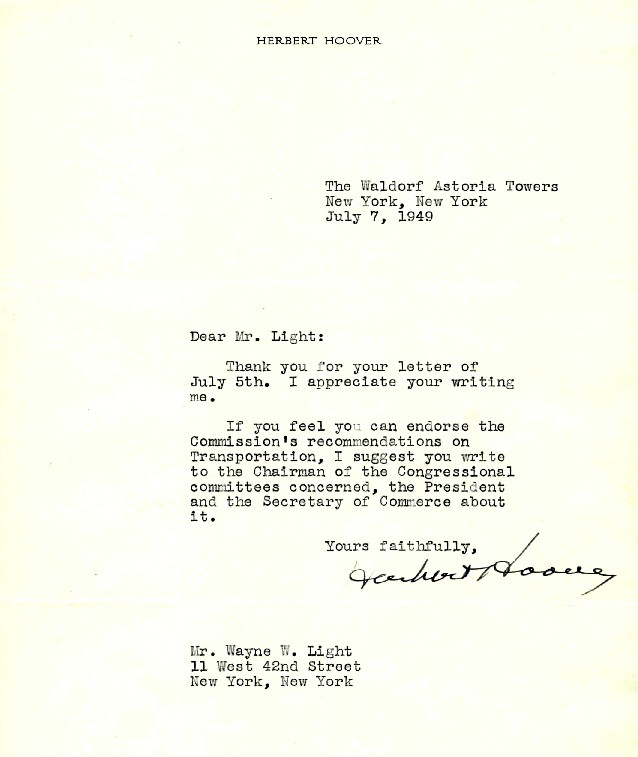 HERBERT HOOVER
The Waldorf Astoria Towers
New York, New York
July 7, 1949
Dear Mr. Light:
Thank you for your letter of
July 5th. I appreciate your writing
me.
If you feel you can endorse the
Commission's recommendations on
Transportation, I suggest you write
to the Chairman of the Congressional
committees concerned, the President
and the Secretary of Commerce about
it.
Yours faithfully,
Herbert Hoover
Mr. Wayne W. Light
11 West 42nd Street
New York, New York